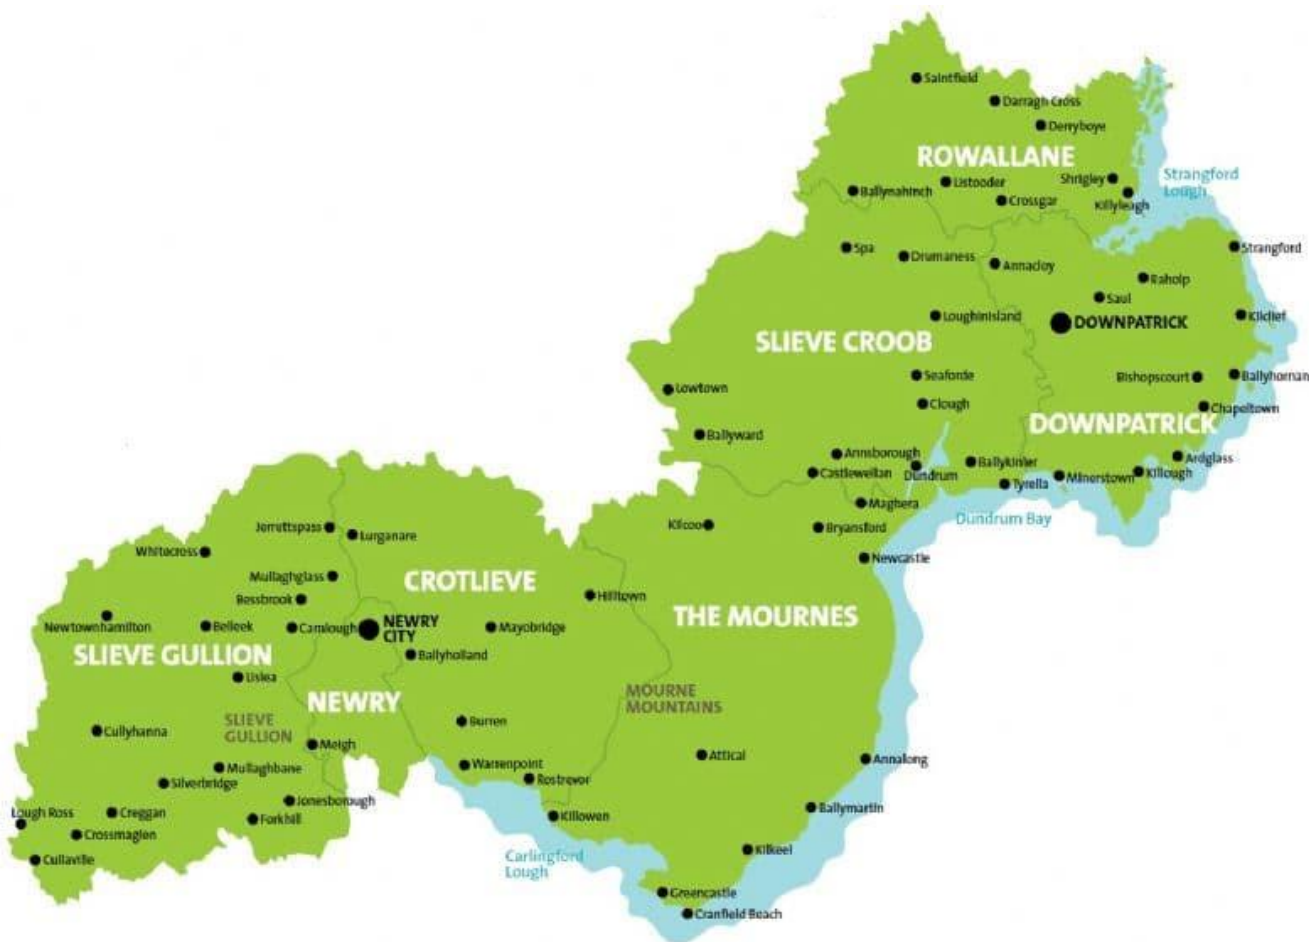 Saintfield
Darragh Cross
Derryboye
ROWALLANE
Strangford
Lough
Shrigley
Listooder
Ballynahinch
Killyleagh
Crossgar
Spa
Drumaness
Annacloy
Strangford
Raholp
Saul
Loughinisland
DOWNPATRICK
Kilclief
SLIEVE CROOB
Seaforde
Bishopscourt
Ballyhornan
Lowtown
Clough
Chapeltown
DOWNPATRICK
Ballyward
Annsborough
Ballykinler
Ardglass
Castlewellan
Dundrum
Tyrella
Minerstown
Killough
Maghera
Dundrum Bay
Kilcoo
Bryansford
Jerrettspass
Lurganare
Whitecross
Newcastle
Mullaghglass
CROTLIEVE
Bessbrook
Hilltown
THE MOURNES
Newtownhamilton
Belleek
Camlough
NEWRY
CITY
Mayobridge
SLIEVE GULLION
Ballyholland
Lislea
NEWRY
MOURNE
MOUNTAINS
SLIEVE
GULLION
Cullyhanna
Burren
Meigh
Attical
Annalong
Mullaghbane
Warrenpoint
Silverbridge
Rostrevor
Jonesborough
Ballymartin
Lough Ross
Creggan
Forkhill
Killowen
Crossmaglen
Cullaville
Carlingford
Lough
Kilkeel
Greencastle
Cranfield Beach